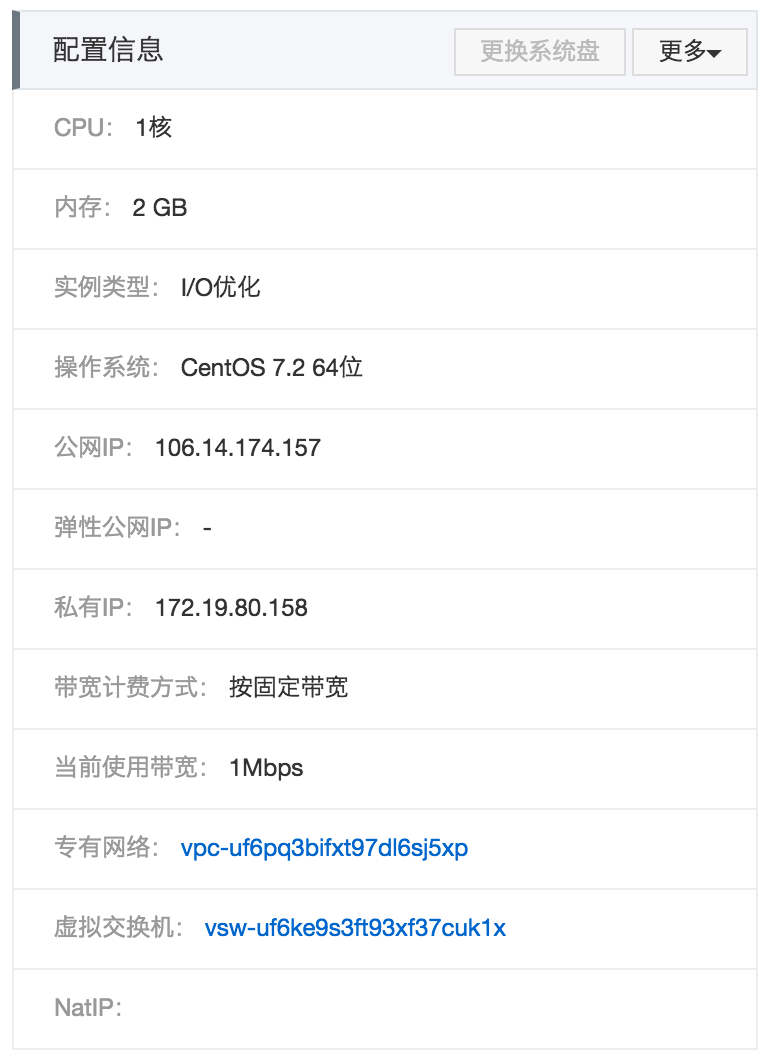 配置信息
更换系统盘
更多
CPU： 1核
内存： 2 GB
实例类型： I/O优化
操作系统： CentOS 7.2 64位
公网IP： 106.14.174.157
弹性公网IP： -
私有IP： 172.19.80.158
带宽计费方式： 按固定带宽
当前使用带宽： 1Mbps
专有网络： vpc-uf6pq3bifxt97dl6sj5xp
虚拟交换机： vsw-uf6ke9s3ft93xf37cuk1x
NatIP：